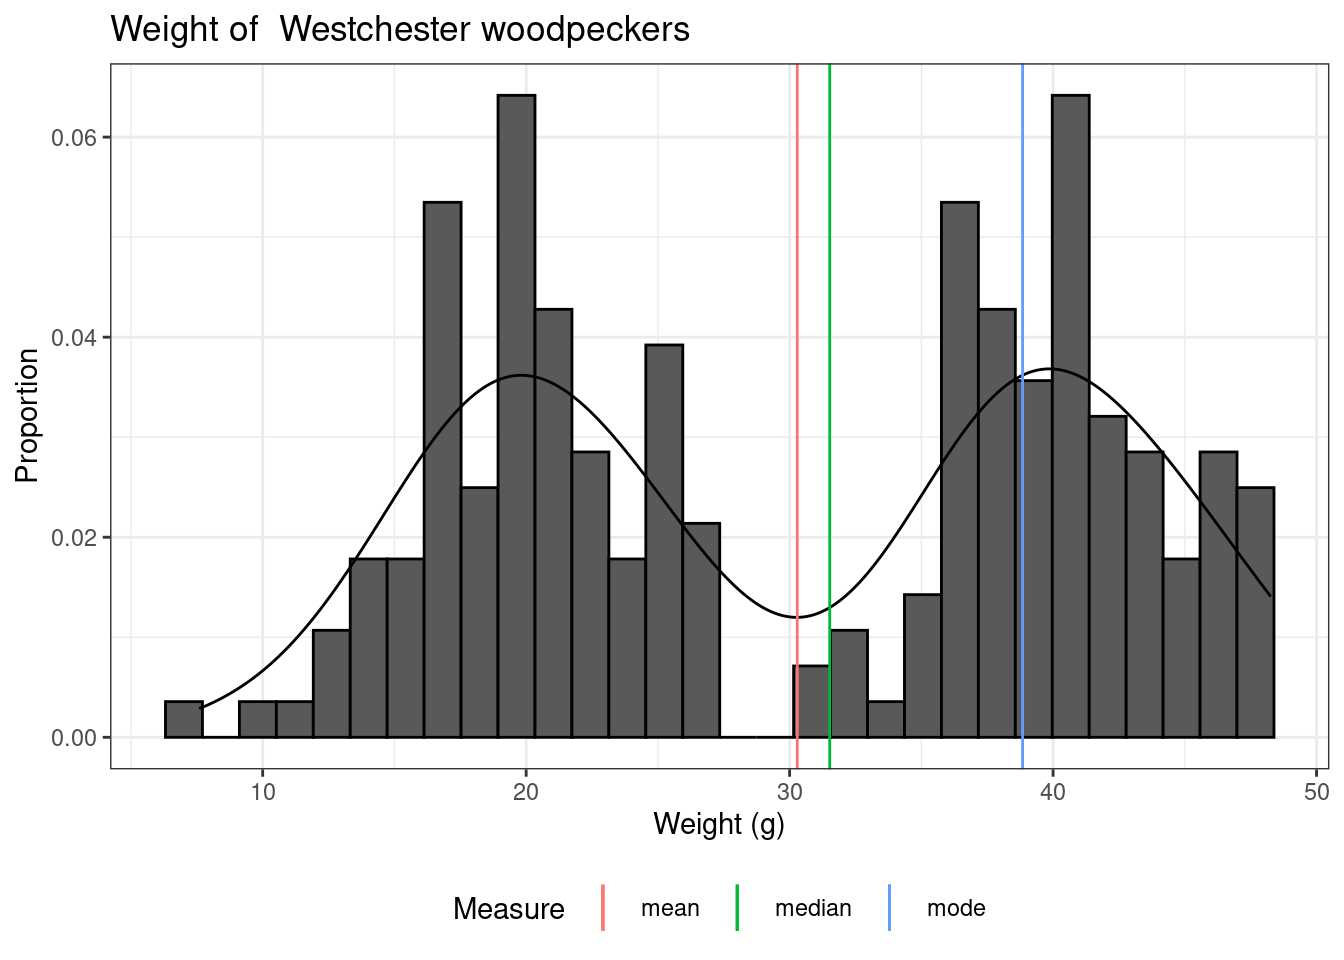 Weight of  Westchester woodpeckers
0.06
0.04
0.02
0.00
Proportion
10 20 30 40 50
Weight (g)
Measure mean median mode